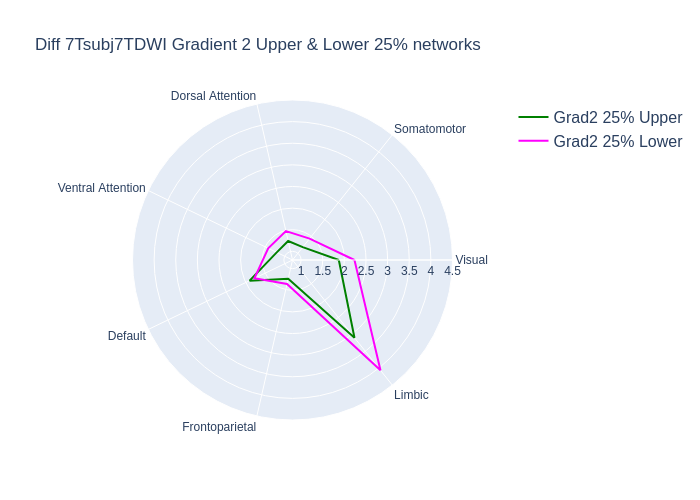 Diff 7Tsubj7TDWI Gradient 2 Upper & Lower 25% networks
Dorsal Attention
Somatomotor
Grad2 25% Upper
Grad2 25% Lower
Ventral Attention
Visual
1 1.5 2 2.5 3 3.5 4 4.5
Default
Limbic
Frontoparietal